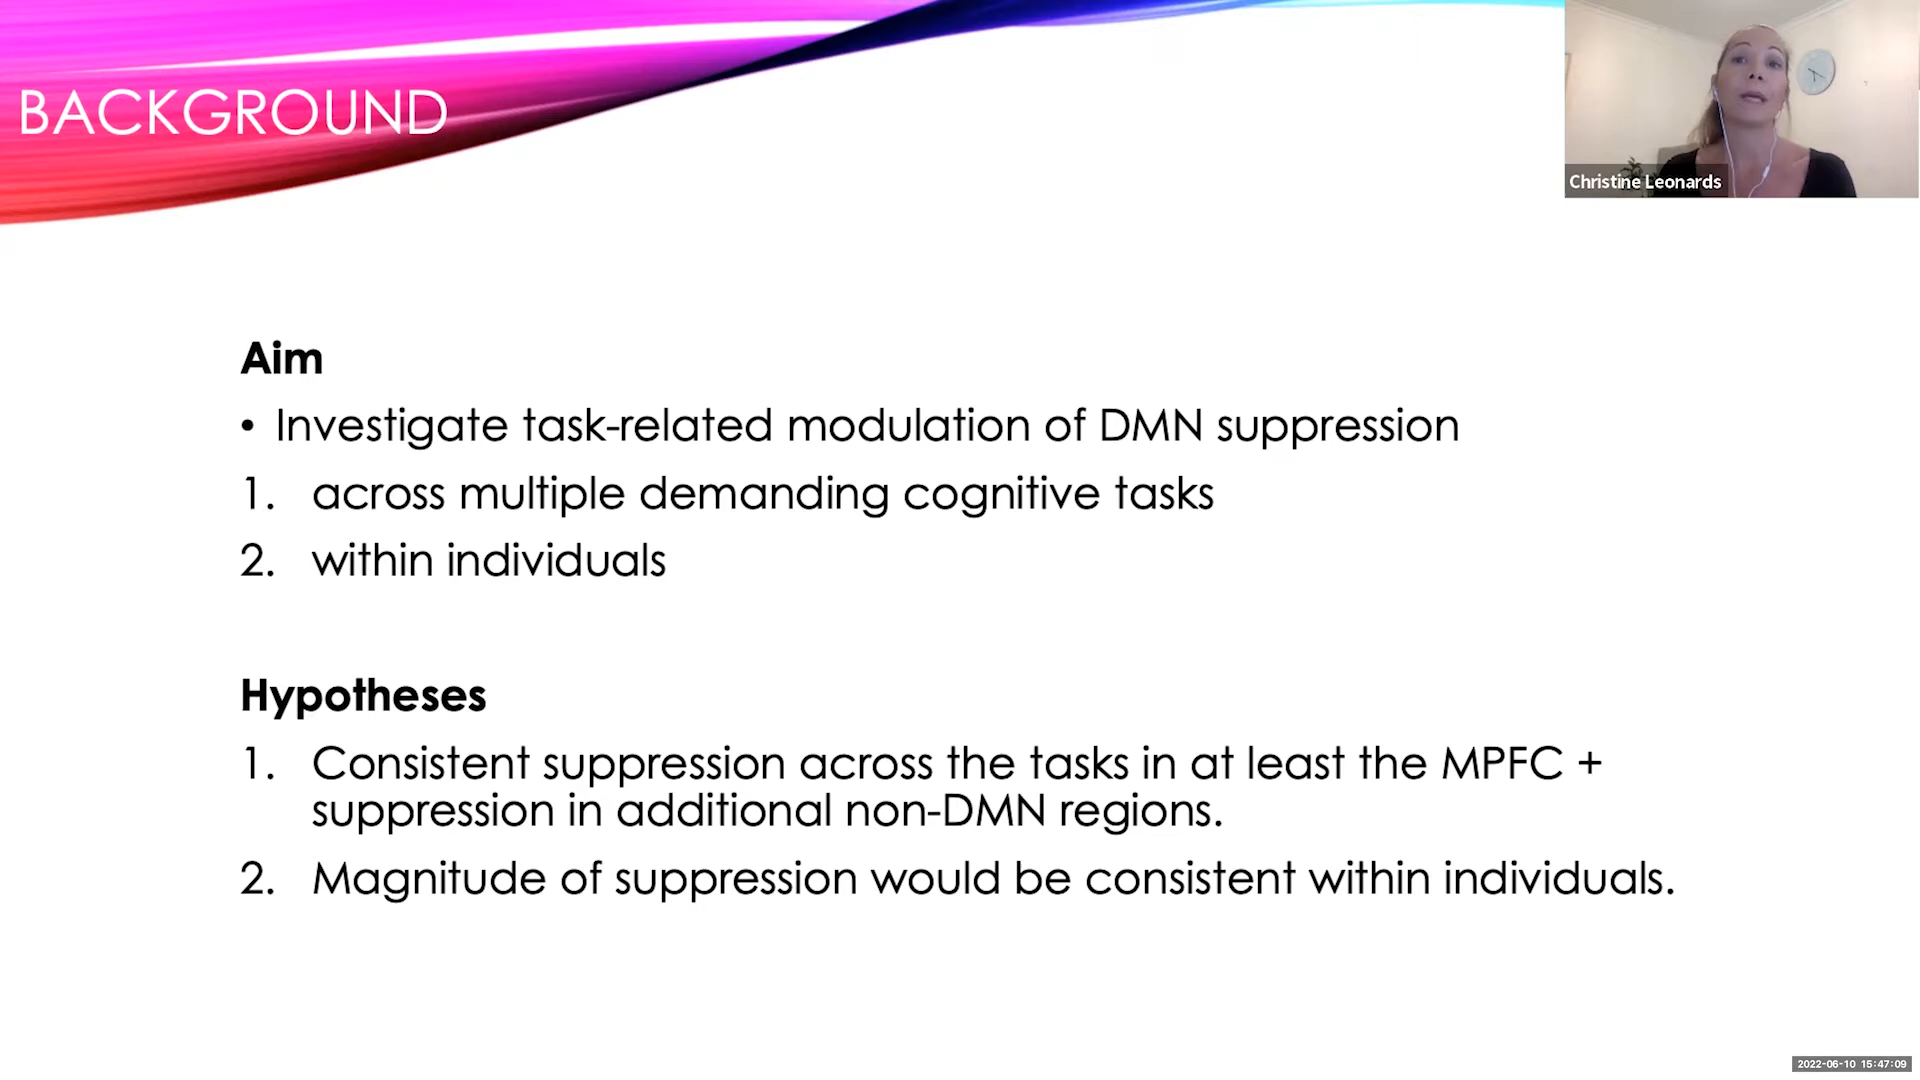 BACKGROUND
Christine Leonards
Aim
• Investigate task-related modulation of DMN suppression
1. across multiple demanding cognitive tasks
2. within individuals
Hypotheses
1. Consistent suppression across the tasks in at least the MPFC +
suppression in additional non-DMN regions.
2. Magnitude of suppression would be consistent within individuals.
2022-06-10 15:47:09